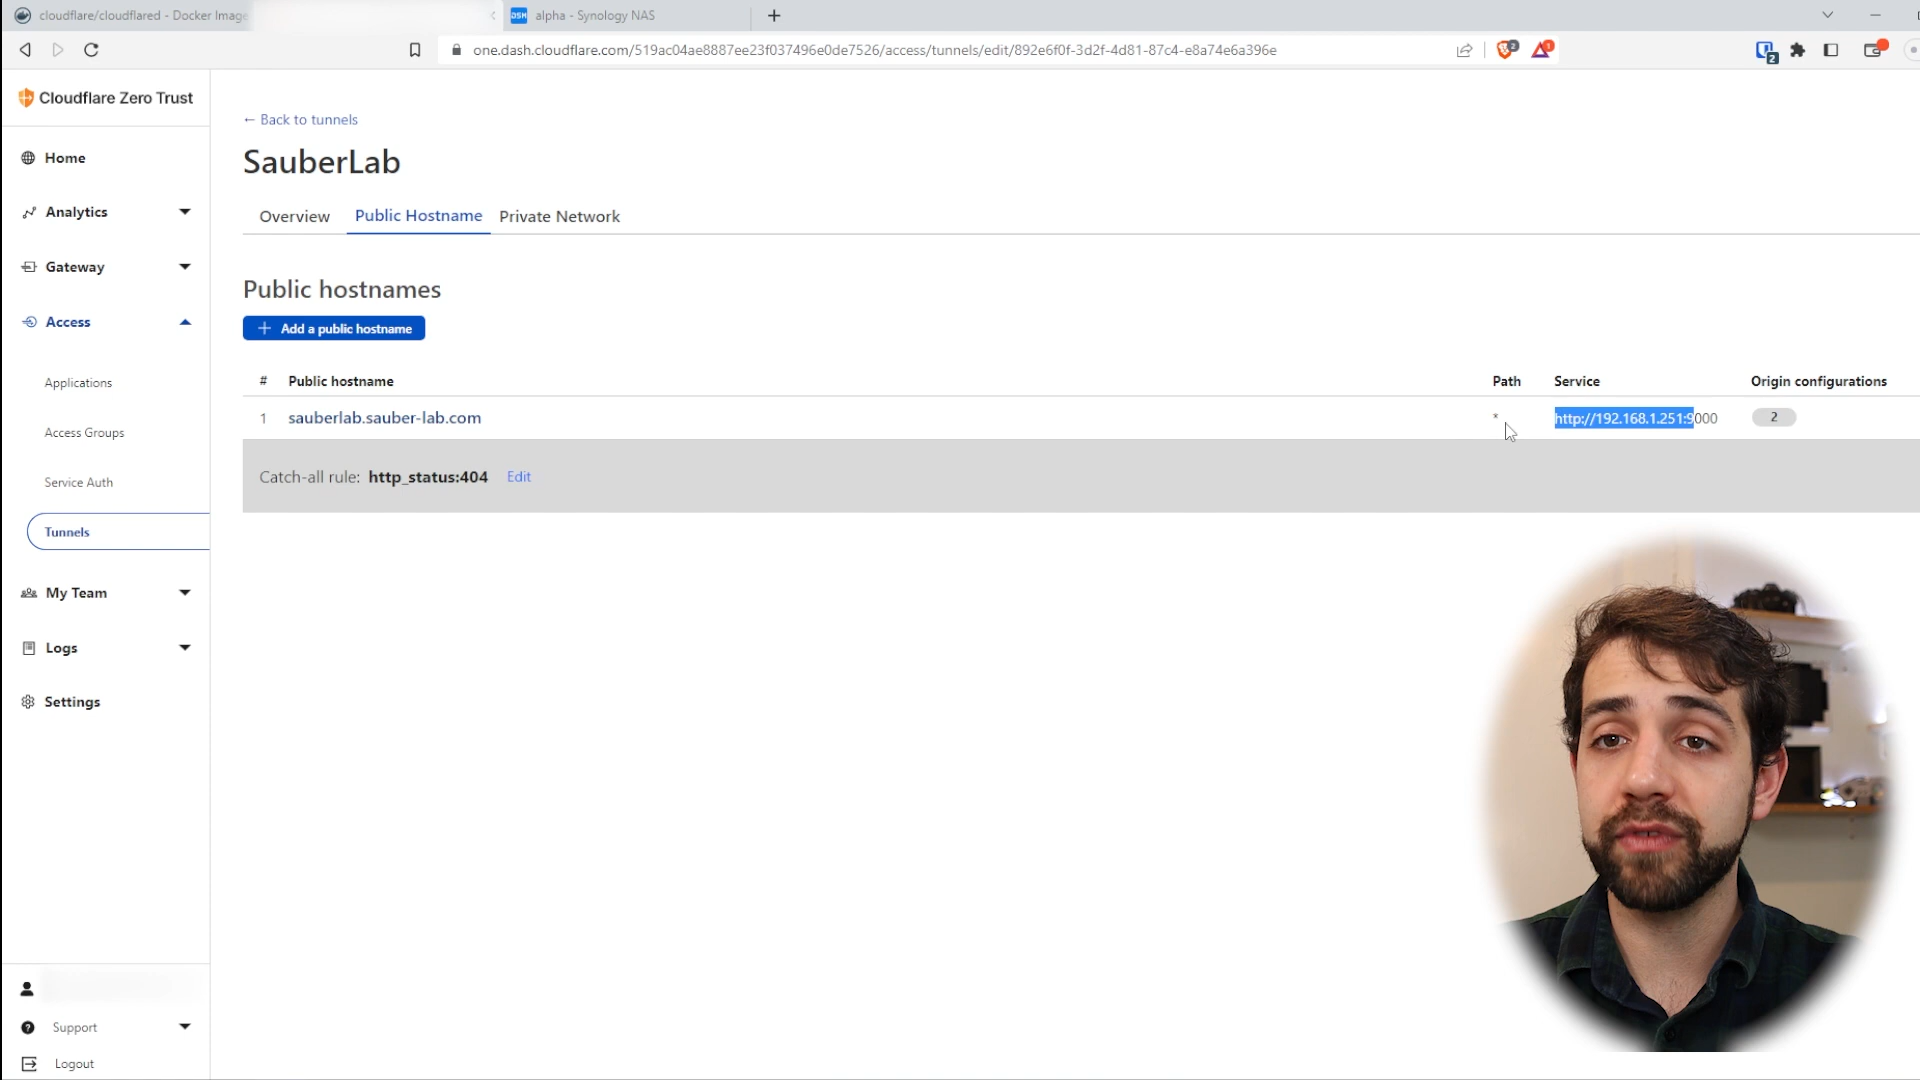 cloudflare/cloudflared - Docker Image
alpha - Synology NAS
one.dash.cloudflare.com/519ac04ae8887ee23f037496e0de7526/access/tunnels/edit/892e6f0f-3d2f-4d81-87c4-e8a74e6a396e
2
1
2
Cloudflare Zero Trust
Home
Analytics
Gateway
Access
Applications
Access Groups
Service Auth
Tunnels
My Team
Logs
Settings
Support
Logout
← Back to tunnels
SauberLab
Overview Public Hostname Private Network
Public hostnames
+ Add a public hostname
# Public hostname Path Service Origin configurations
1 sauberlab.sauber-lab.com * http://192.168.1.251:9000 2
Catch-all rule: http_status:404 Edit